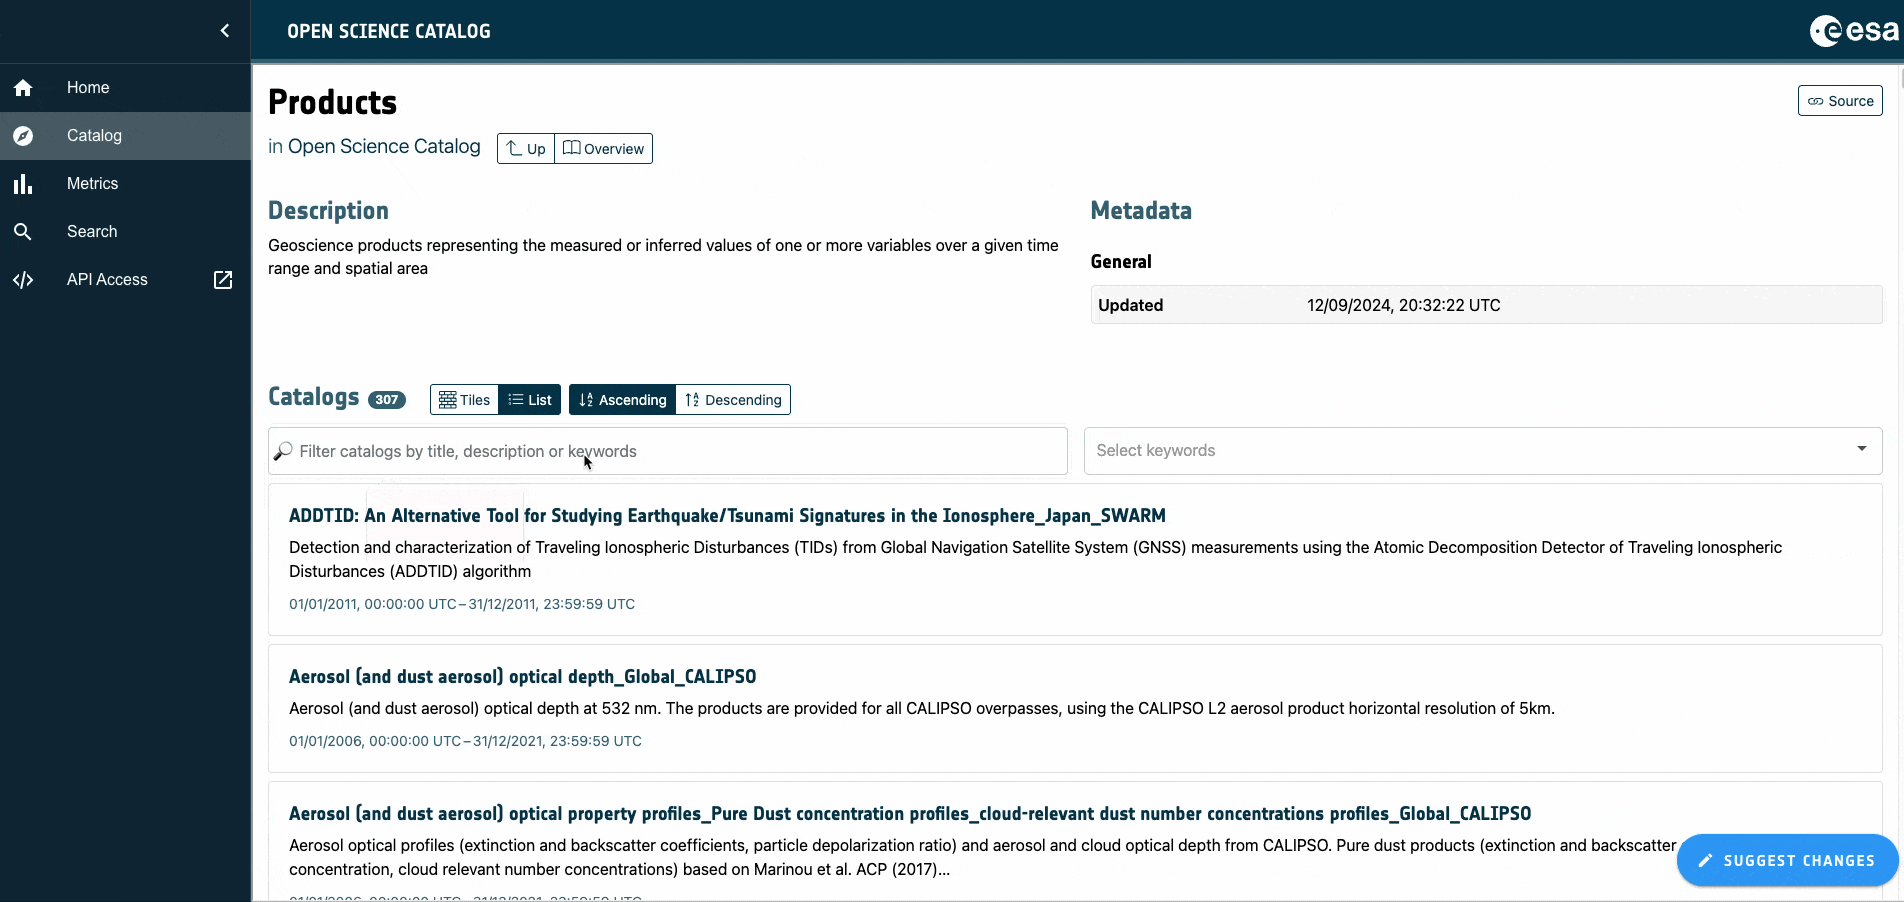 OPEN SCIENCE CATALOG
esa
Home
Catalog
Metrics
Search
API Access
Products
Source
in Open Science Catalog
Up
Overview
Description
Geoscience products representing the measured or inferred values of one or more variables over a given time
range and spatial area
Metadata
General
Updated 12/09/2024, 20:32:22 UTC
Catalogs 307
Tiles
List
Ascending
Descending
Filter catalogs by title, description or keywords
Select keywords
ADDTID: An Alternative Tool for Studying Earthquake/Tsunami Signatures in the Ionosphere_Japan_SWARM
Detection and characterization of Traveling Ionospheric Disturbances (TIDs) from Global Navigation Satellite System (GNSS) measurements using the Atomic Decomposition Detector of Traveling Ionospheric
Disturbances (ADDTID) algorithm
01/01/2011, 00:00:00 UTC – 31/12/2011, 23:59:59 UTC
Aerosol (and dust aerosol) optical depth_Global_CALIPSO
Aerosol (and dust aerosol) optical depth at 532 nm. The products are provided for all CALIPSO overpasses, using the CALIPSO L2 aerosol product horizontal resolution of 5km.
01/01/2006, 00:00:00 UTC – 31/12/2021, 23:59:59 UTC
Aerosol (and dust aerosol) optical property profiles_Pure Dust concentration profiles_cloud-relevant dust number concentrations profiles_Global_CALIPSO
Aerosol optical profiles (extinction and backscatter coefficients, particle depolarization ratio) and aerosol and cloud optical depth from CALIPSO. Pure dust products (extinction and backscatter
concentration, cloud relevant number concentrations) based on Marinou et al. ACP (2017)...
SUGGEST CHANGES